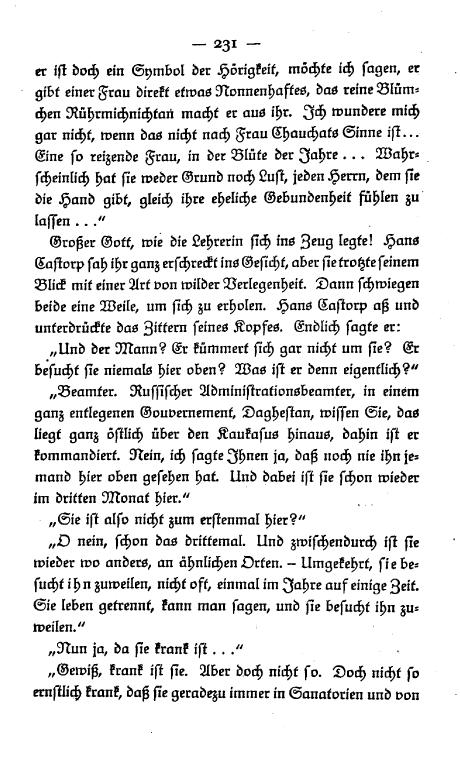 — 231 —
er ist doch ein Symbol der Hörigkeit, möchte ich sagen, er
gibt einer Frau direkt etwas Nonnenhaftes, das reine Blüm-
chen Rührmichnichtan macht er aus ihr. Ich wundere mich
gar nicht, wenn das nicht nach Frau Chauchats Sinne ist...
Eine so reizende Frau, in der Blüte der Jahre... Wahr-
scheinlich hat sie weder Grund noch Lust, jeden Herrn, dem sie
die Hand gibt, gleich ihre eheliche Gebundenheit fühlen zu
lassen...“
Großer Gott, wie die Lehrerin sich ins Zeug legte! Hans
Castorp sah ihr ganz erschreckt ins Gesicht, aber sie trotzte seinem
Blick mit einer Art von wilder Verlegenheit. Dann schwiegen
beide eine Weile, um sich zu erholen. Hans Castorp aß und
unterdrückte das Zittern seines Kopfes. Endlich sagte er:
„Und der Mann? Er kümmert sich gar nicht um sie? Er
besucht sie niemals hier oben? Was ist er denn eigentlich?“
„Beamter. Russischer Administrationsbeamter, in einem
ganz entlegenen Gouvernement, Daghestan, wissen Sie, das
liegt ganz östlich über den Kaukasus hinaus, dahin ist er
kommandiert. Nein, ich sagte Ihnen ja, daß noch nie ihn je-
mand hier oben gesehen hat. Und dabei ist sie schon wieder
im dritten Monat hier.“
„Sie ist also nicht zum erstenmal hier?“
„O nein, schon das drittemal. Und zwischendurch ist sie
wieder wo anders, an ähnlichen Orten. – Umgekehrt, sie be-
sucht ihn zuweilen, nicht oft, einmal im Jahre auf einige Zeit.
Sie leben getrennt, kann man sagen, und sie besucht ihn zu-
weilen.“
„Nun ja, da sie krank ist...“
„Gewiß, krank ist sie. Aber doch nicht so. Doch nicht so
ernstlich krank, daß sie geradezu immer in Sanatorien und von